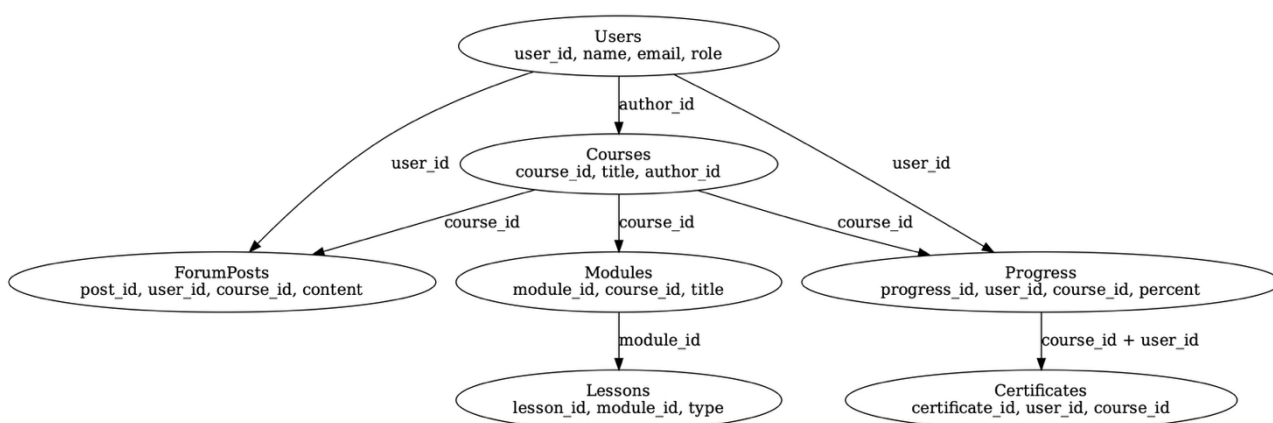 Users
user_id, name, email, role
author_id
Courses
course_id, title, author_id
user_id
user_id
course_id
course_id
course_id
ForumPosts
post_id, user_id, course_id, content
Modules
module_id, course_id, title
Progress
progress_id, user_id, course_id, percent
module_id
course_id + user_id
Lessons
lesson_id, module_id, type
Certificates
certificate_id, user_id, course_id